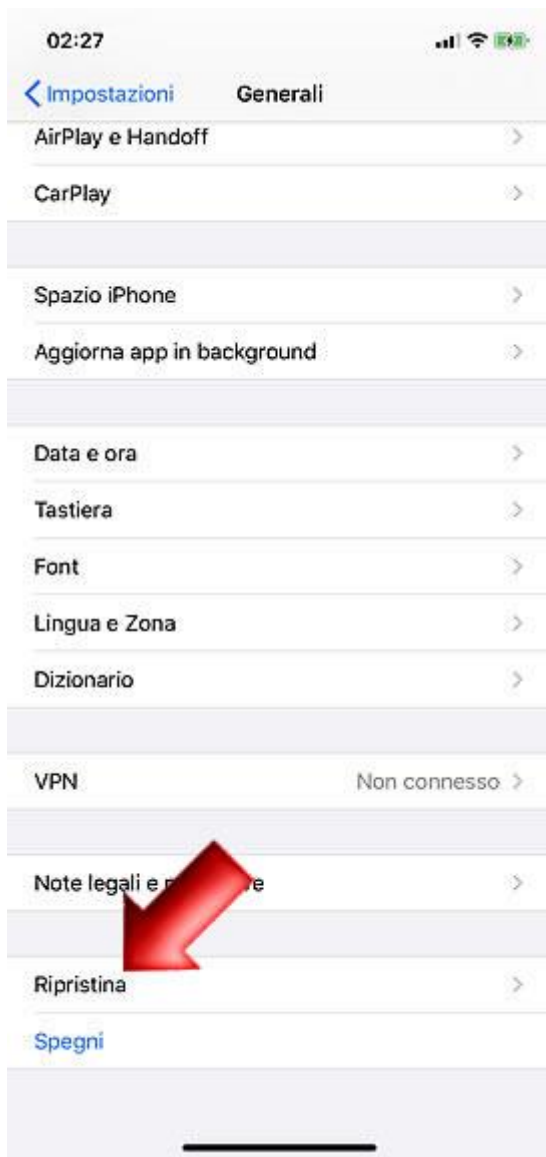 02:27
Impostazioni
Generali
AirPlay e Handoff
CarPlay
Spazio iPhone
Aggiorna app in background
Data e ora
Tastiera
Font
Lingua e Zona
Dizionario
VPN Non connesso
Note legali e
Ripristina
Spegni